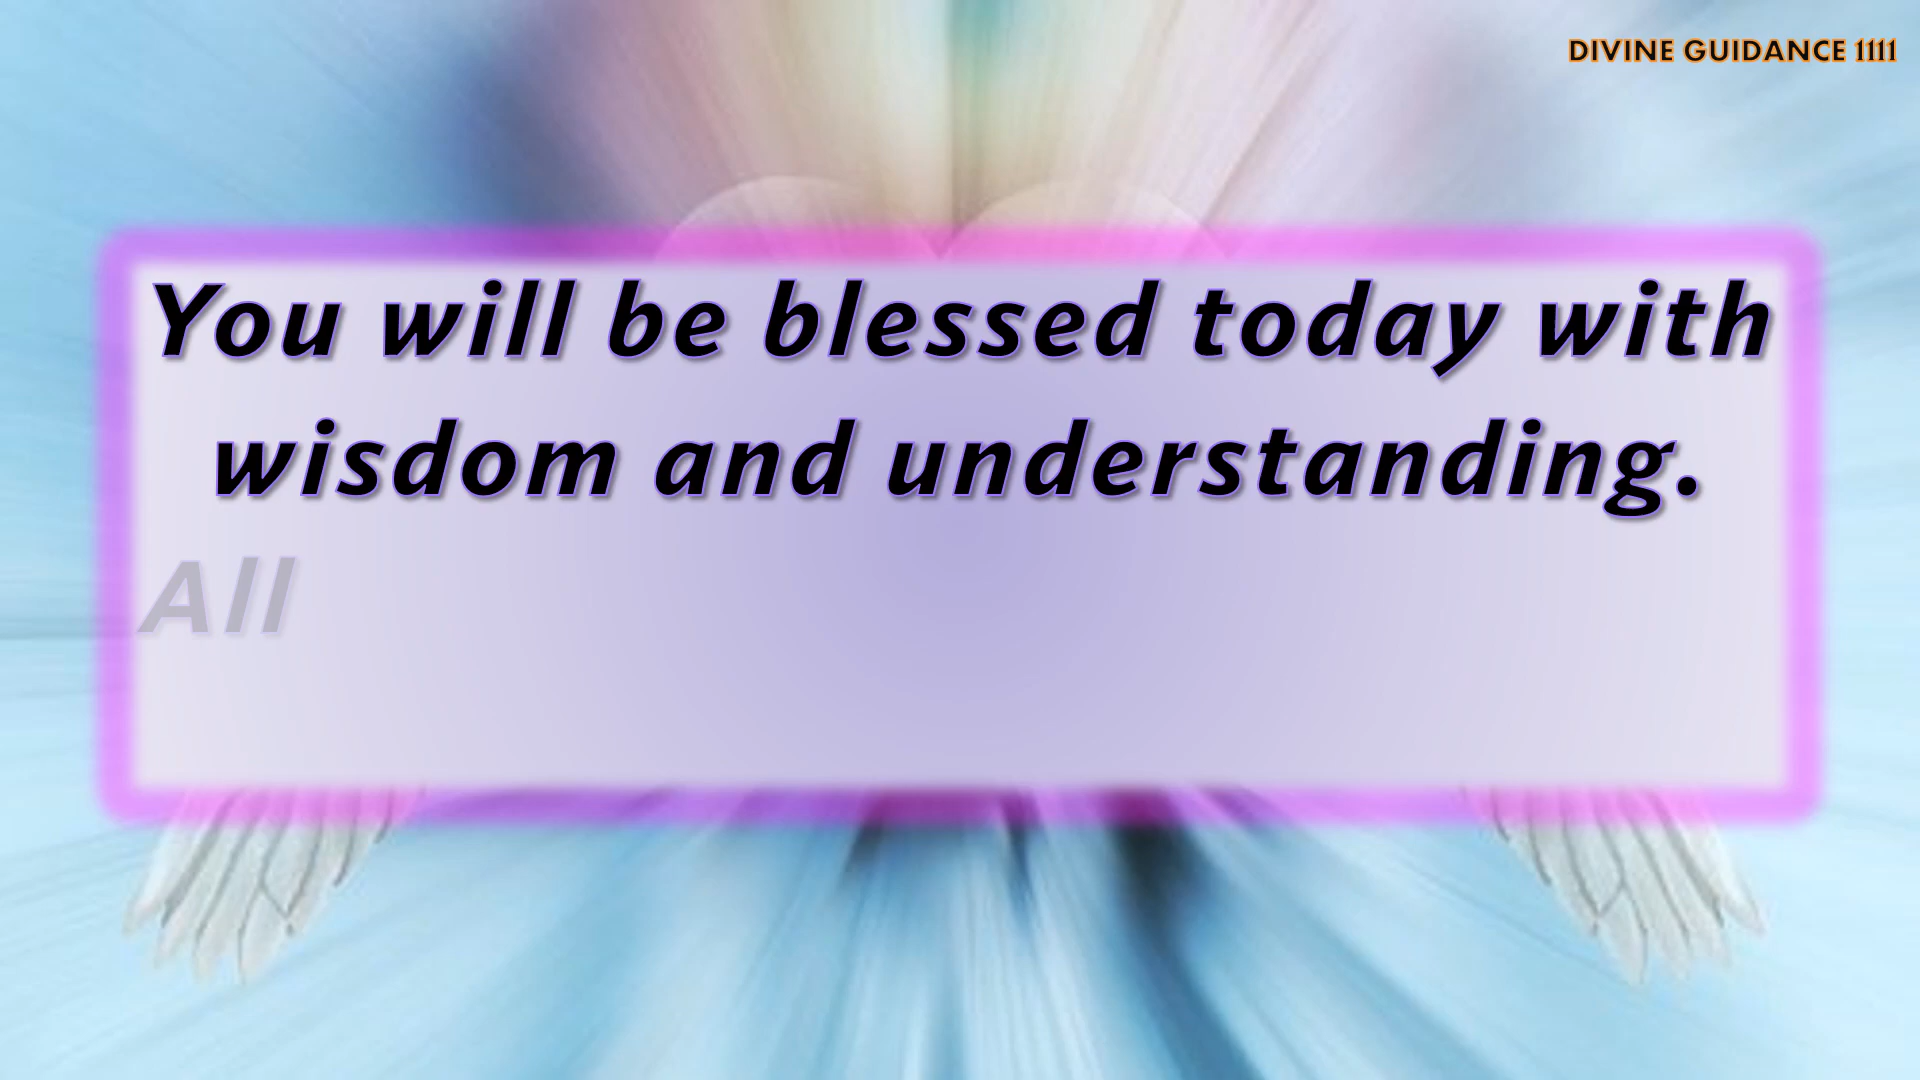 DIVINE GUIDANCE 1111
You will be blessed today with
wisdom and understanding.
All